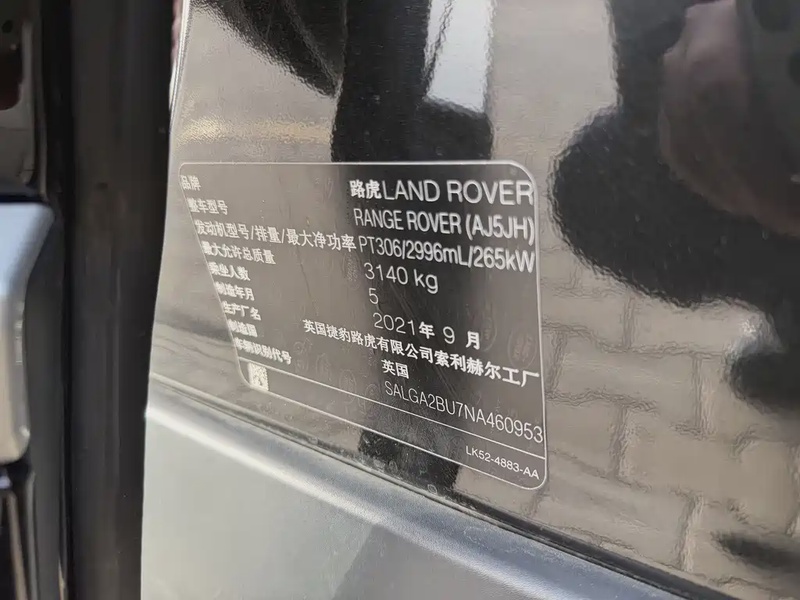 品牌 路虎LAND ROVER
整车型号 RANGE ROVER (AJ5JH)
发动机型号/排量/最大净功率 PT306/2996mL/265kW
最大允许总质量 3140 kg
乘坐人数 5
制造年月 2021年 9 月
生产厂名 英国捷豹路虎有限公司索利赫尔工厂
制造国 英国
车辆识别代号 SALGA2BU7NA460953
LK52-4883-AA